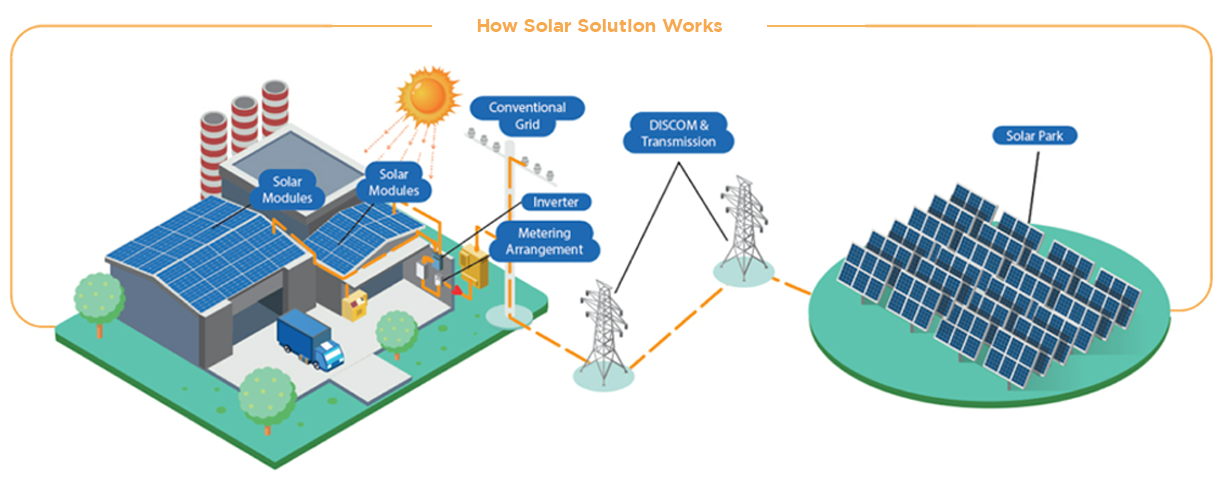 How Solar Solution Works
Conventional
Grid
DISCOM &
Transmission
Solar Park
Solar
Modules
Solar
Modules
Inverter
Metering
Arrangement